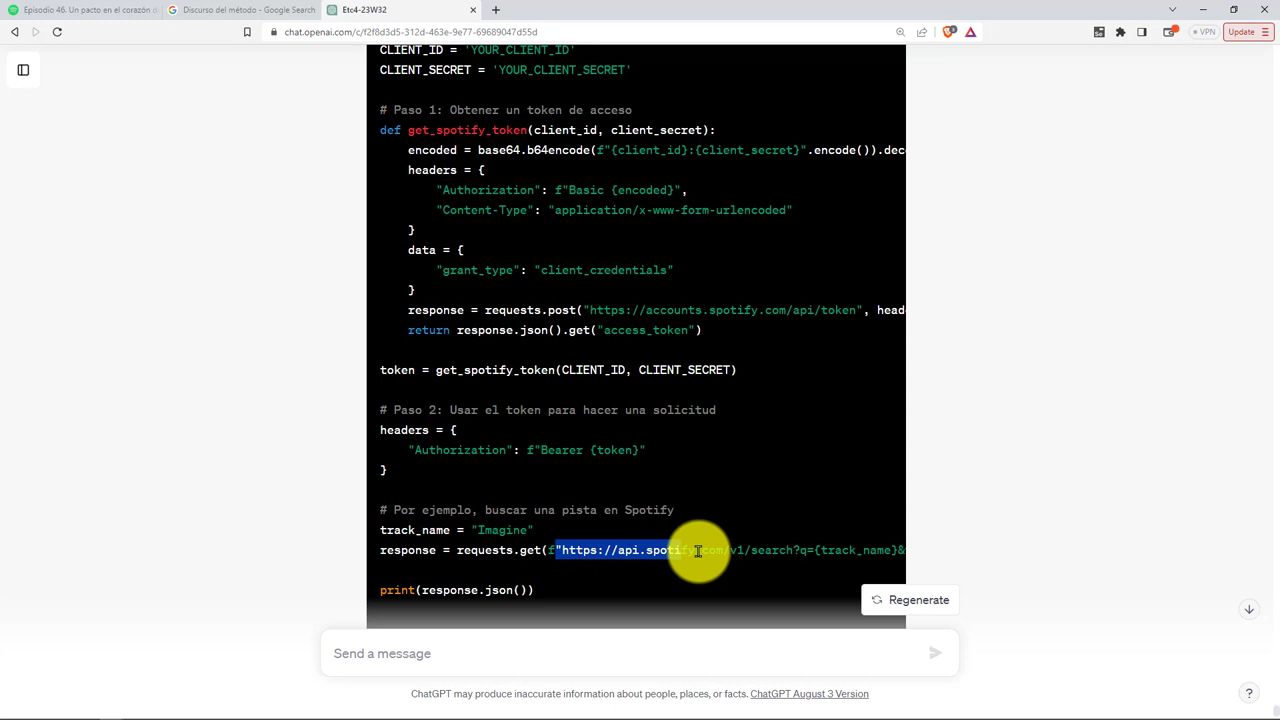 Episodio 46. Un pacto en el corazón d
Discurso del método - Google Search
Etc4-23W32
chat.openai.com/c/f2f8d3d5-312d-463e-9e77-69689047d55d
VPN
Update
CLIENT_ID = 'YOUR_CLIENT_ID'
CLIENT_SECRET = 'YOUR_CLIENT_SECRET'
# Paso 1: Obtener un token de acceso
def get_spotify_token(client_id, client_secret):
encoded = base64.b64encode(f"{client_id}:{client_secret}".encode()).dec
headers = {
"Authorization": f"Basic {encoded}",
"Content-Type": "application/x-www-form-urlencoded"
}
data = {
"grant_type": "client_credentials"
}
response = requests.post("https://accounts.spotify.com/api/token", head
return response.json().get("access_token")
token = get_spotify_token(CLIENT_ID, CLIENT_SECRET)
# Paso 2: Usar el token para hacer una solicitud
headers = {
"Authorization": f"Bearer {token}"
}
# Por ejemplo, buscar una pista en Spotify
track_name = "Imagine"
response = requests.get(f"https://api.spotify.com/v1/search?q={track_name}&
print(response.json())
Regenerate
Send a message
ChatGPT may produce inaccurate information about people, places, or facts. ChatGPT August 3 Version
?